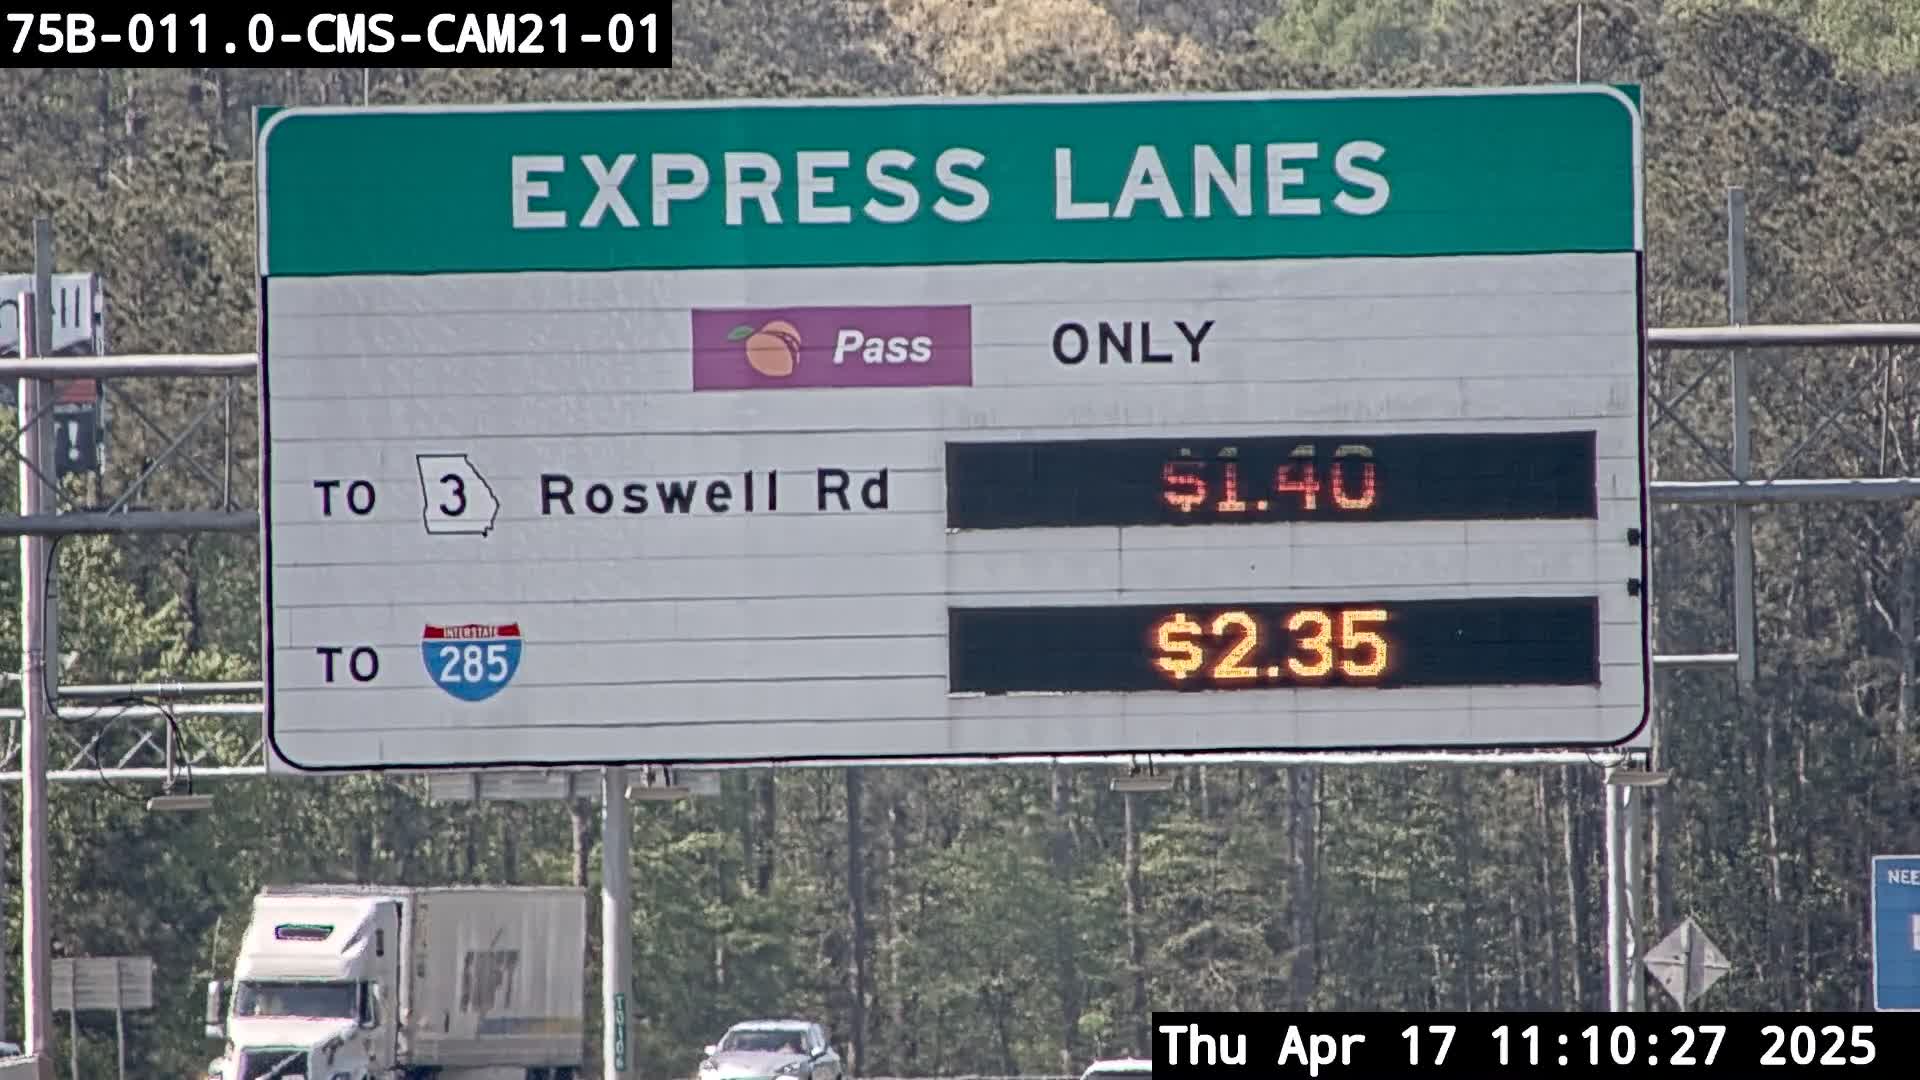 75B-011.0-CMS-CAM21-01
EXPRESS LANES
Pass ONLY
TO 3 Roswell Rd $1.40
TO INTERSTATE 285 $2.35
NEE
Thu Apr 17 11:10:27 2025